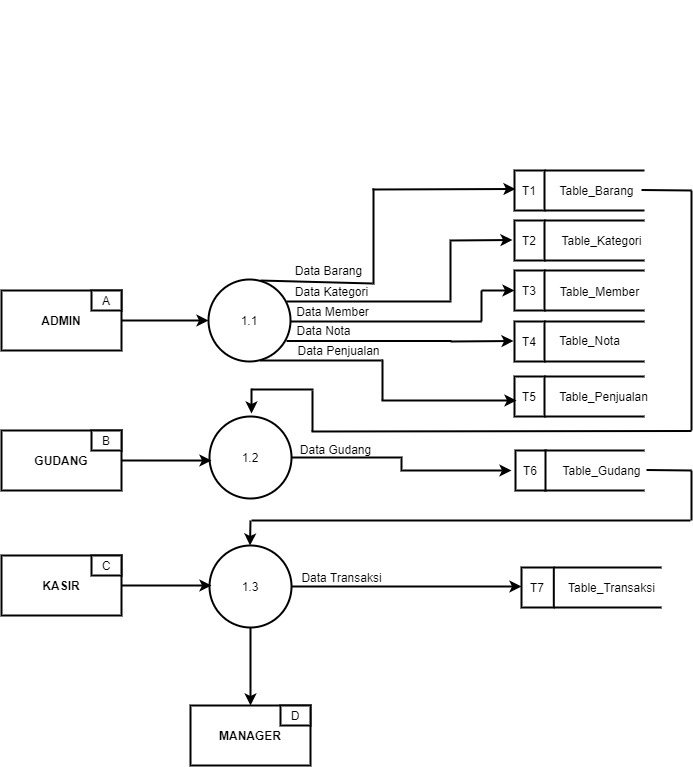 T1 Table_Barang
T2 Table_Kategori
Data Barang
Data Kategori
T3 Table_Member
A
ADMIN
1.1
Data Member
Data Nota
T4 Table_Nota
Data Penjualan
T5 Table_Penjualan
B
GUDANG
1.2
Data Gudang
T6 Table_Gudang
C
KASIR
1.3
Data Transaksi
T7 Table_Transaksi
D
MANAGER